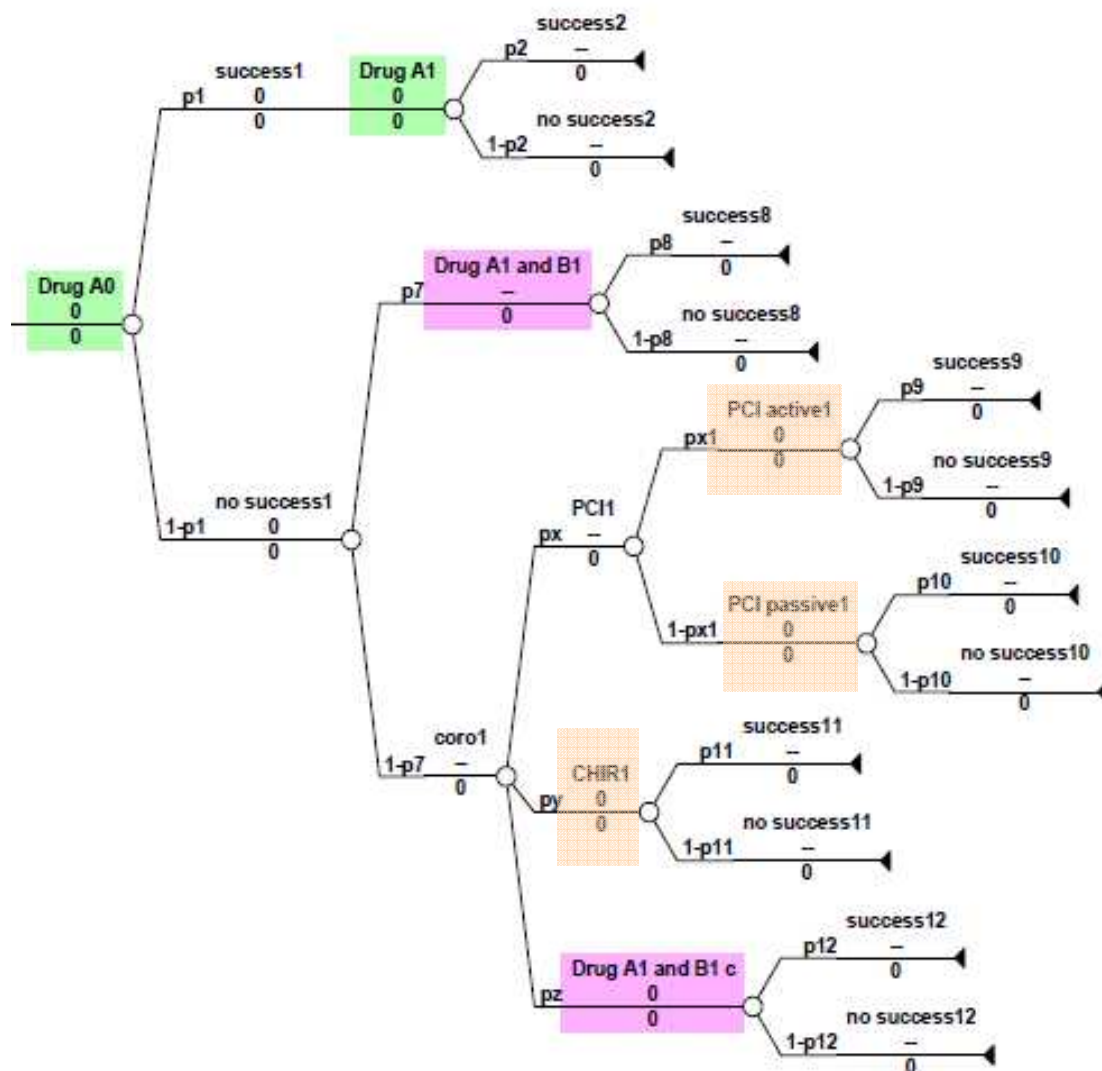 success2
p2 --
0
success1
p1 0
0
Drug A1
0
0
no success2
1-p2 --
0
success8
p8 --
0
Drug A1 and B1
p7 --
0
no success8
1-p8 --
0
Drug A0
0
0
success9
p9 --
0
PCI active1
px1 0
0
no success9
1-p9 --
0
no success1
1-p1 0
0
PCI1
px --
0
success10
p10 --
0
PCI passive1
1-px1 0
0
no success10
1-p10 --
0
coro1
1-p7 --
0
success11
p11 --
0
CHIR1
py 0
0
no success11
1-p11 --
0
success12
p12 --
0
Drug A1 and B1 c
pz 0
0
no success12
1-p12 --
0